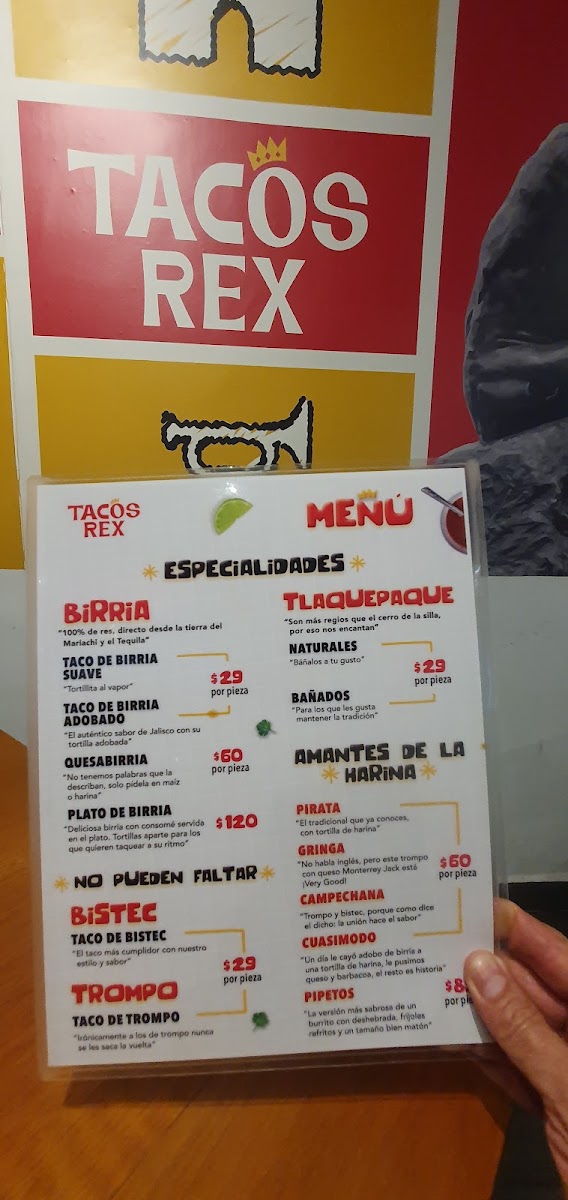 TACOS
REX
TACOS
REX
MENÚ
ESPECIALIDADES
BIRRIA
"100% de res, directo desde la tierra del
Mariachi y el Tequila"
TACO DE BIRRIA
SUAVE
"Tortillita al vapor"
TACO DE BIRRIA
ADOBADO
"El auténtico sabor de Jalisco con su
tortilla adobada"
$29
por pieza
QUESABIRRIA
"No tenemos palabras que la
describan, solo pídela en maíz
o harina"
$60
por pieza
PLATO DE BIRRIA
"Deliciosa birria con consomé servida
en el plato. Tortillas aparte para los
que quieren taquear a su ritmo"
$120
NO PUEDEN FALTAR
BISTEC
TACO DE BISTEC
"El taco más cumplidor con nuestro
estilo y sabor"
$29
por pieza
TROMPO
TACO DE TROMPO
"Irónicamente a los de trompo nunca
se les saca la vuelta"
TLAQUEPAQUE
"Son más regios que el cerro de la silla,
por eso nos encantan"
NATURALES
"Báñalos a tu gusto"
$29
por pieza
BAÑADOS
"Para los que les gusta
mantener la tradición"
AMANTES DE LA
HARINA
PIRATA
"El tradicional que ya conoces,
con tortilla de harina"
GRINGA
"No habla inglés, pero este trompo
con queso Monterrey Jack está
¡Very Good!
$60
por pieza
CAMPECHANA
"Trompo y bistec, porque como dice
el dicho: la unión hace el sabor"
CUASIMODO
"Un día le cayó adobo de birria a
una tortilla de harina, le pusimos
queso y barbacoa, el resto es historia"
PIPEYOS
"La versión más sabrosa de un
burrito con deshebrada, frijoles
refritos y un tamaño bien matón"
$8
por